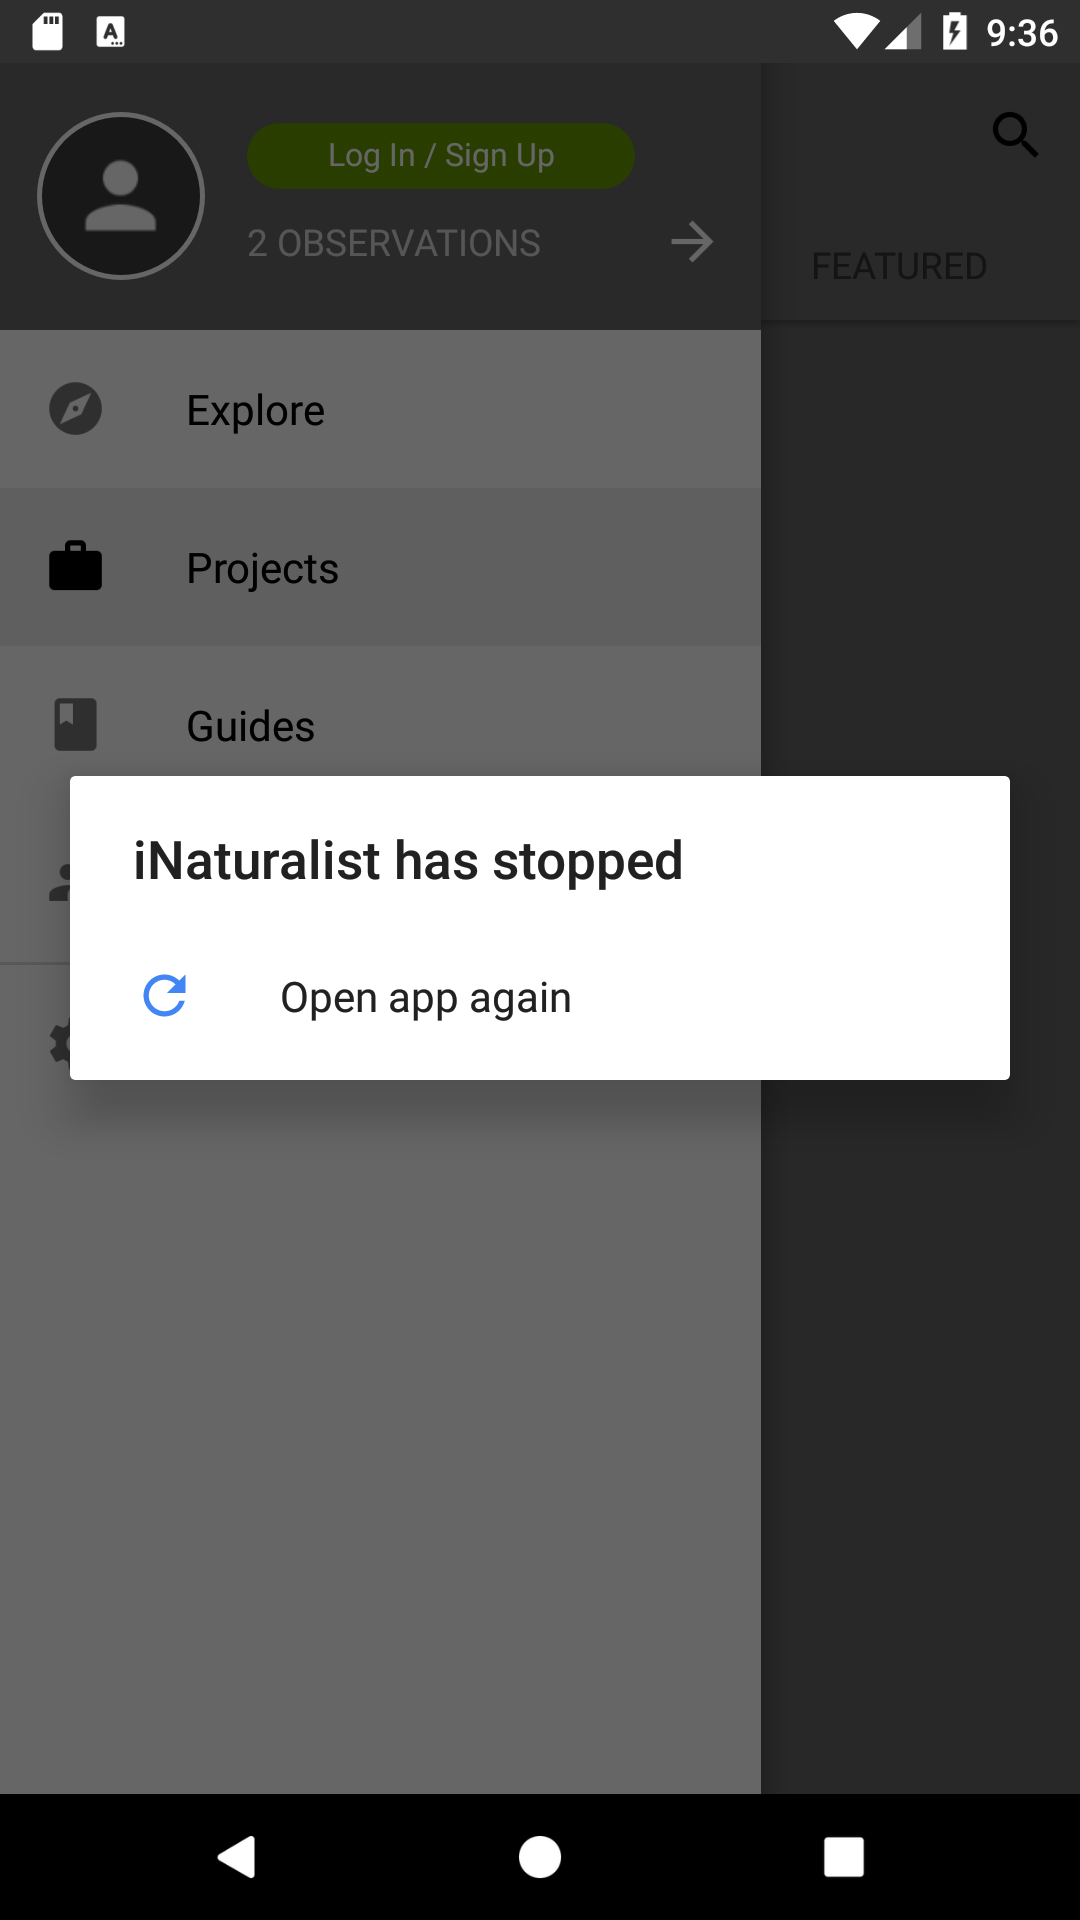 9:36
Log In / Sign Up
2 OBSERVATIONS
FEATURED
Explore
Projects
Guides
iNaturalist has stopped
Open app again